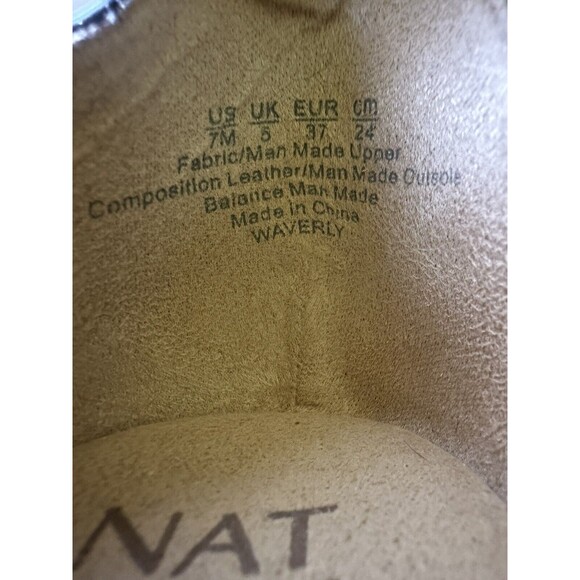 US UK EUR cm
7M 5 37 24
Fabric/Man Made Upper
Composition Leather/Man Made Outsole
Balance Man Made
Made in China
WAVERLY
NAT